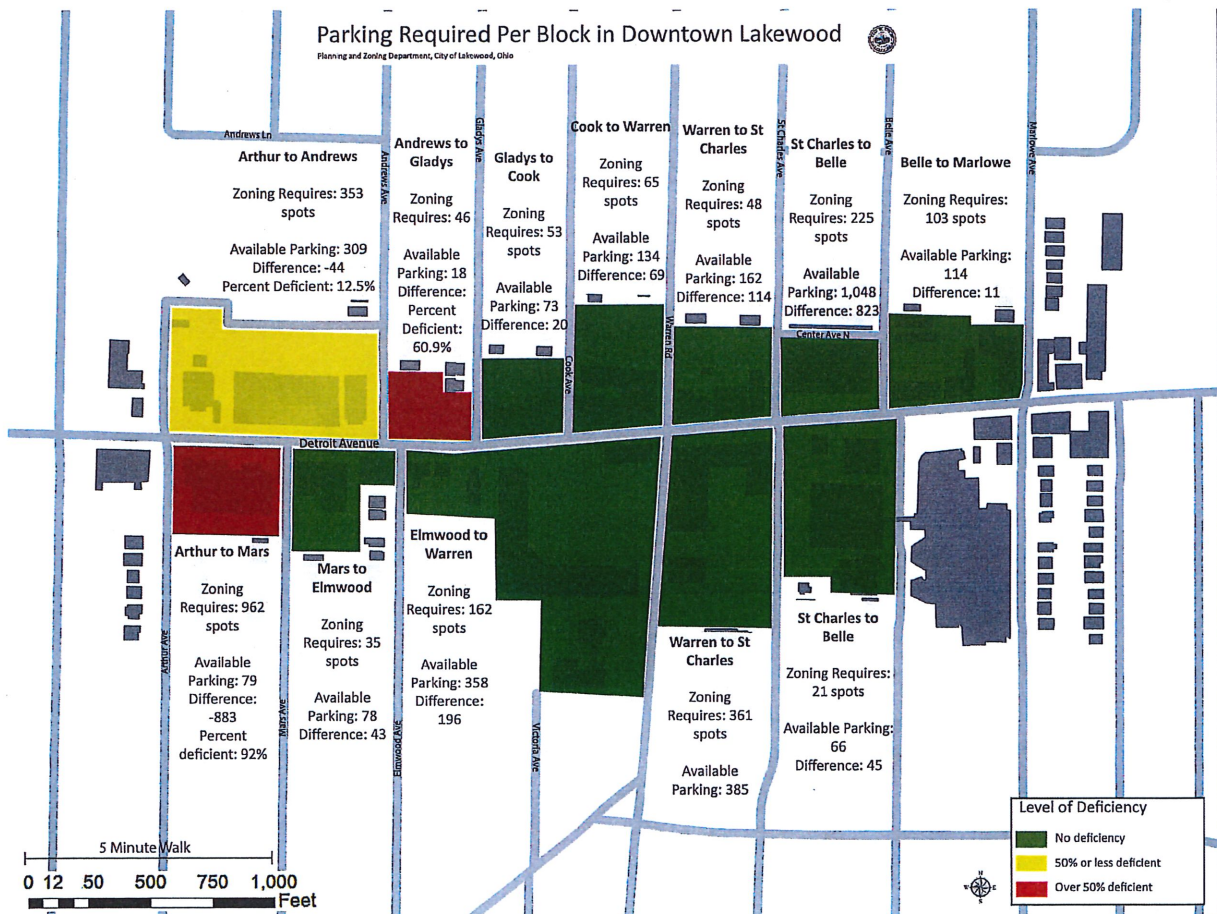 Parking Required Per Block in Downtown Lakewood
Planning and Zoning Department, City of Lakewood, Ohio
Andrews Ln
Andrews Ave
Gladys Ave
Cook Ave
Warren Rd
St Charles Ave
Belle Ave
Marlowe Ave
Arthur to Andrews
Zoning Requires: 353
spots
Available Parking: 309
Difference: -44
Percent Deficient: 12.5%
Andrews to
Gladys
Zoning
Requires: 46
Available
Parking: 18
Difference:
Percent
Deficient:
60.9%
Gladys to
Cook
Zoning
Requires: 53
spots
Available
Parking: 73
Difference: 20
Cook to Warren
Zoning
Requires: 65
spots
Available
Parking: 134
Difference: 69
Warren to St
Charles
Zoning
Requires: 48
spots
Available
Parking: 162
Difference: 114
St Charles to
Belle
Zoning
Requires: 225
spots
Available
Parking: 1,048
Difference: 823
Center Ave N
Belle to Marlowe
Zoning Requires:
103 spots
Available Parking:
114
Difference: 11
Detroit Avenue
Arthur to Mars
Zoning
Requires: 962
spots
Available
Parking: 79
Difference:
-883
Percent
deficient: 92%
Mars to
Elmwood
Zoning
Requires: 35
spots
Available
Parking: 78
Difference: 43
Elmwood to
Warren
Zoning
Requires: 162
spots
Available
Parking: 358
Difference:
196
Warren to St
Charles
Zoning
Requires: 361
spots
Available
Parking: 385
St Charles to
Belle
Zoning Requires:
21 spots
Available Parking:
66
Difference: 45
Arthur Ave
Mars Ave
Elmwood Ave
Victoria Ave
5 Minute Walk
0 12 50 500 750 1,000
Feet
N
W E
S
Level of Deficiency
No deficiency
50% or less deficient
Over 50% deficient